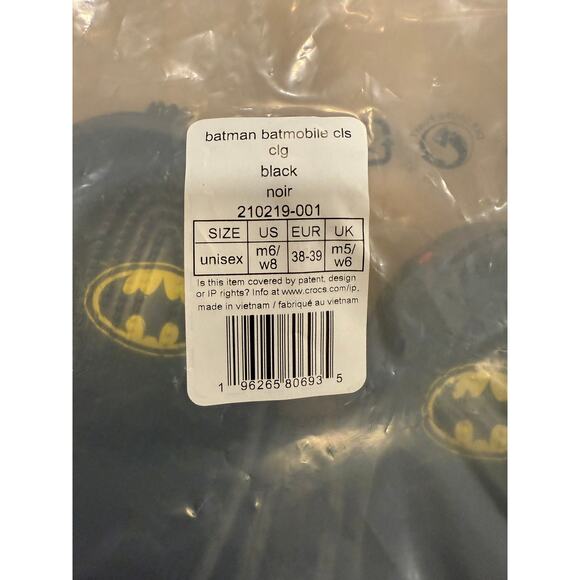 batman batmobile cls
clg
black
noir
210219-001
SIZE US EUR UK
unisex m6/ w8 38-39 m5/ w6
Is this item covered by patent, design
or IP rights? Info at www.crocs.com/ip.
made in vietnam / fabriqué au vietnam
1 96265 80693 5